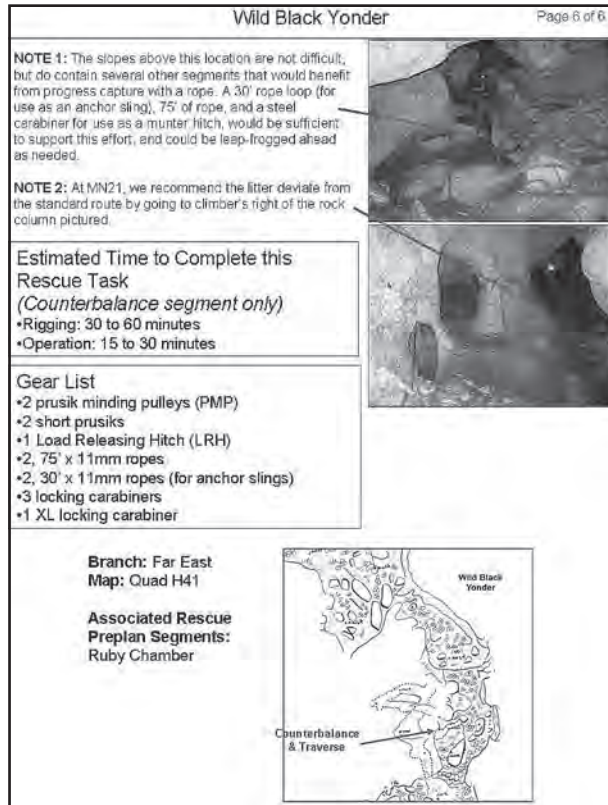 Wild Black Yonder
Page 6 of 6
NOTE 1: The slopes above this location are not difficult,
but do contain several other segments that would benefit
from progress capture with a rope. A 30' rope loop (for
use as an anchor sling), 75' of rope, and a steel
carabiner for use as a munter hitch, would be sufficient
to support this effort, and could be leap-frogged ahead
as needed.
NOTE 2: At MN21, we recommend the litter deviate from
the standard route by going to climber's right of the rock
column pictured.
Estimated Time to Complete this
Rescue Task
(Counterbalance segment only)
•Rigging: 30 to 60 minutes
•Operation: 15 to 30 minutes
Gear List
•2 prusik minding pulleys (PMP)
•2 short prusiks
•1 Load Releasing Hitch (LRH)
•2, 75' x 11mm ropes
•2, 30' x 11mm ropes (for anchor slings)
•3 locking carabiners
•1 XL locking carabiner
Branch: Far East
Map: Quad H41
Associated Rescue
Preplan Segments:
Ruby Chamber
Wild Black
Yonder
Counterbalance
& Traverse